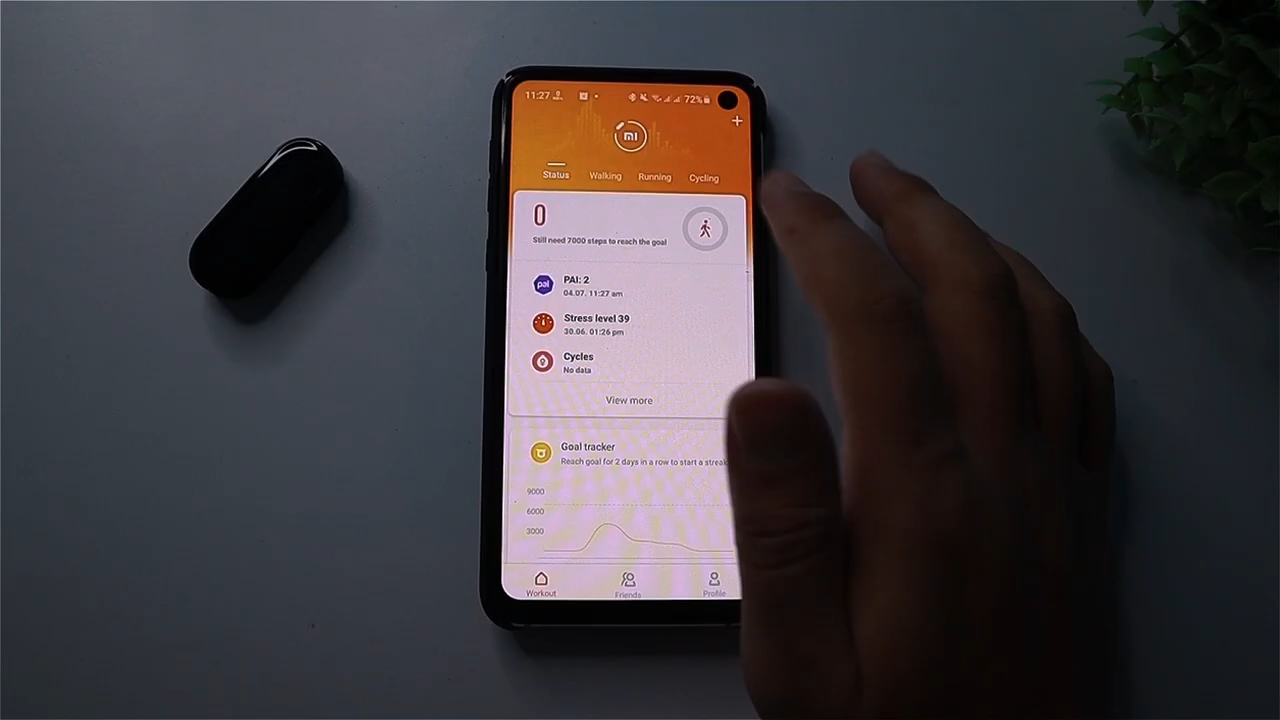 11:27
72%
mi
Status Walking Running Cycling
0
Still need 7000 steps to reach the goal
pai
PAI: 2
04.07. 11:27 am
Stress level 39
30.06. 01:26 pm
Cycles
No data
View more
Goal tracker
Reach goal for 2 days in a row to start a streak
9000
6000
3000
Workout Friends Profile